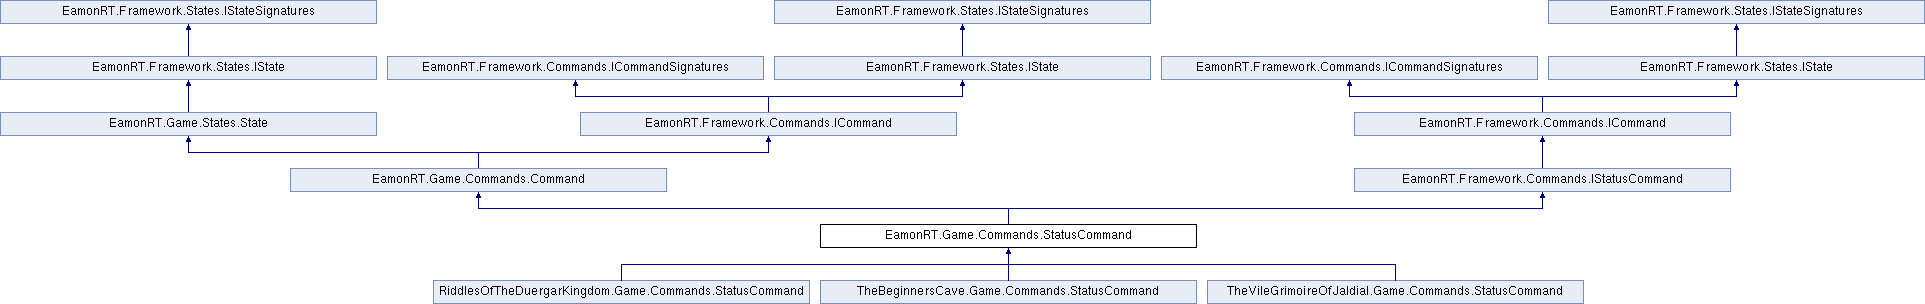 EamonRT.Framework.States.IStateSignatures
EamonRT.Framework.States.IStateSignatures
EamonRT.Framework.States.IStateSignatures
EamonRT.Framework.States.IState
EamonRT.Framework.Commands.ICommandSignatures
EamonRT.Framework.States.IState
EamonRT.Framework.Commands.ICommandSignatures
EamonRT.Framework.States.IState
EamonRT.Game.States.State
EamonRT.Framework.Commands.ICommand
EamonRT.Framework.Commands.ICommand
EamonRT.Game.Commands.Command
EamonRT.Framework.Commands.IStatusCommand
EamonRT.Game.Commands.StatusCommand
RiddlesOfTheDuergarKingdom.Game.Commands.StatusCommand
TheBeginnersCave.Game.Commands.StatusCommand
TheVileGrimoireOfJaldial.Game.Commands.StatusCommand